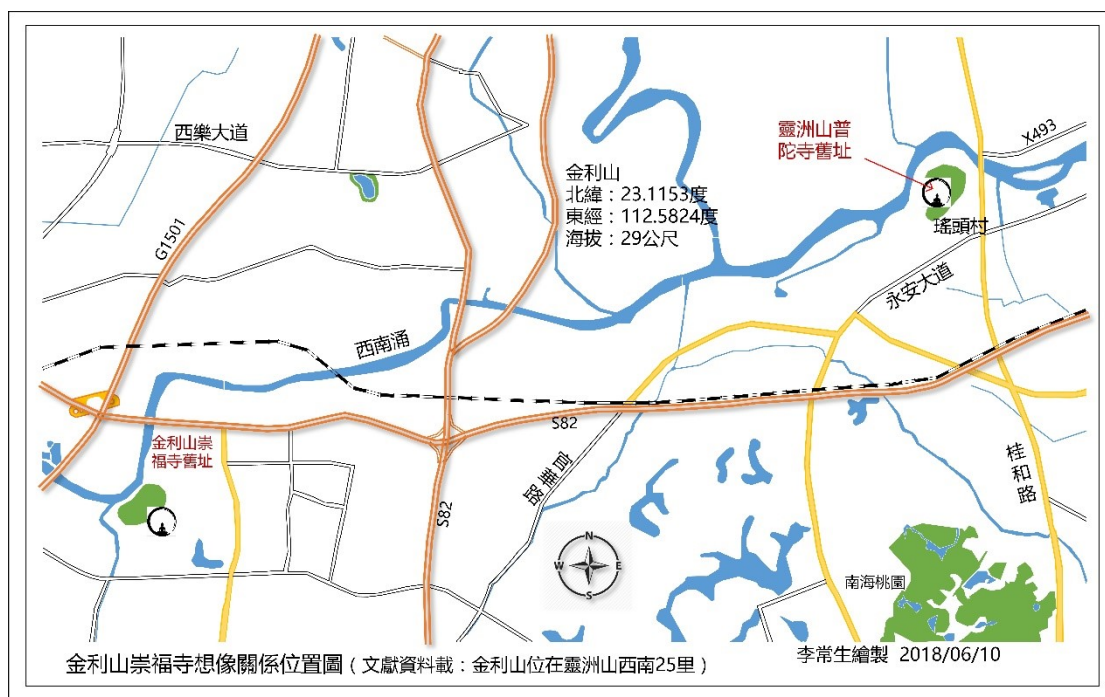 西樂大道
G1501
金利山
北緯：23.1153度
東經：112.5824度
海拔：29公尺
靈洲山普
陀寺舊址
X493
瑤頭村
永安大道
西南涌
金利山崇
福寺舊址
S82
官
路
S82
桂和路
N
W
E
S
南海桃園
金利山崇福寺想像關係位置圖（文獻資料載：金利山位在靈洲山西南25里）
李常生繪製 2018/06/10